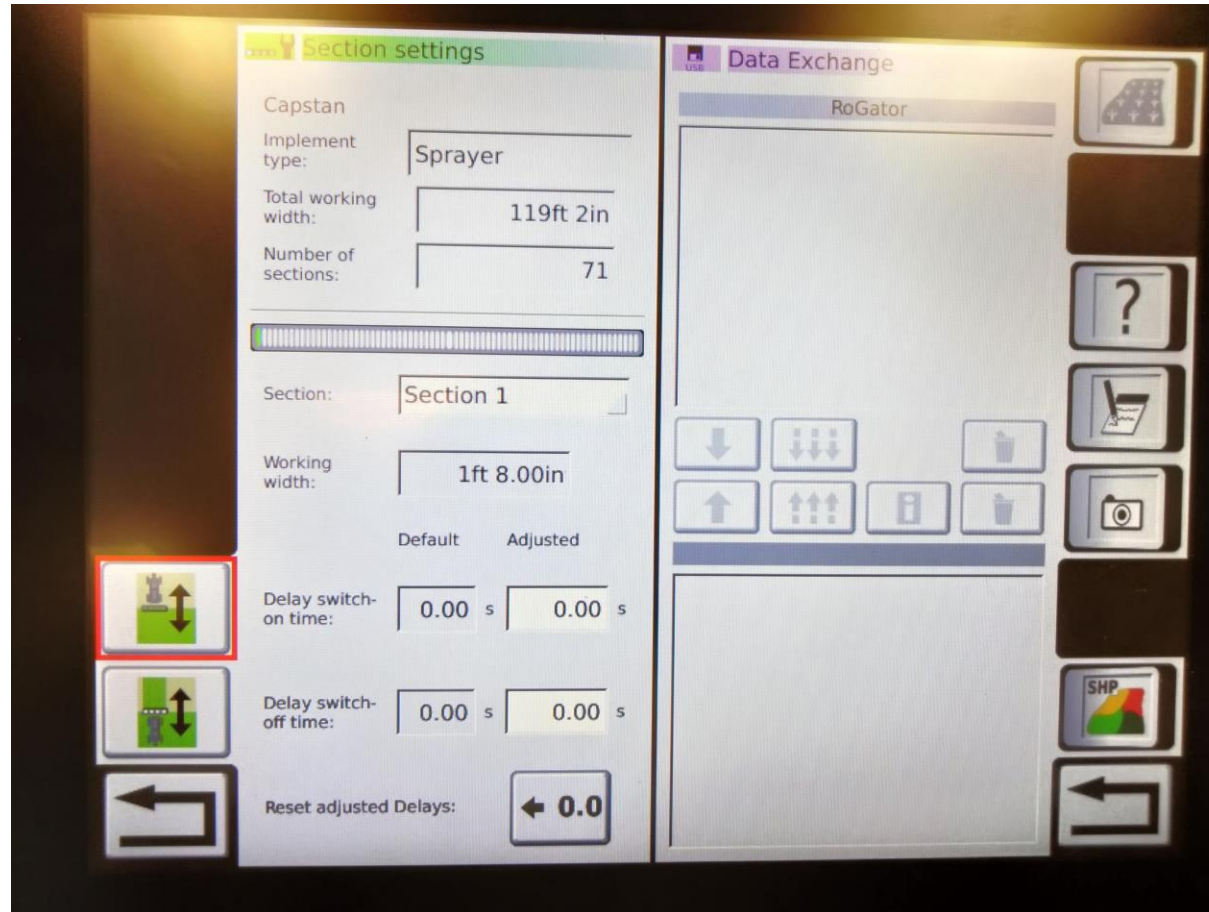 Section settings
Capstan
Implement
type:
Sprayer
Total working
width:
119ft 2in
Number of
sections:
71
Section:
Section 1
Working
width:
1ft 8.00in
Default
Adjusted
Delay switch-
on time:
0.00 s
0.00 s
Delay switch-
off time:
0.00 s
0.00 s
Reset adjusted Delays:
0.0
USB
Data Exchange
RoGator
?
SHP